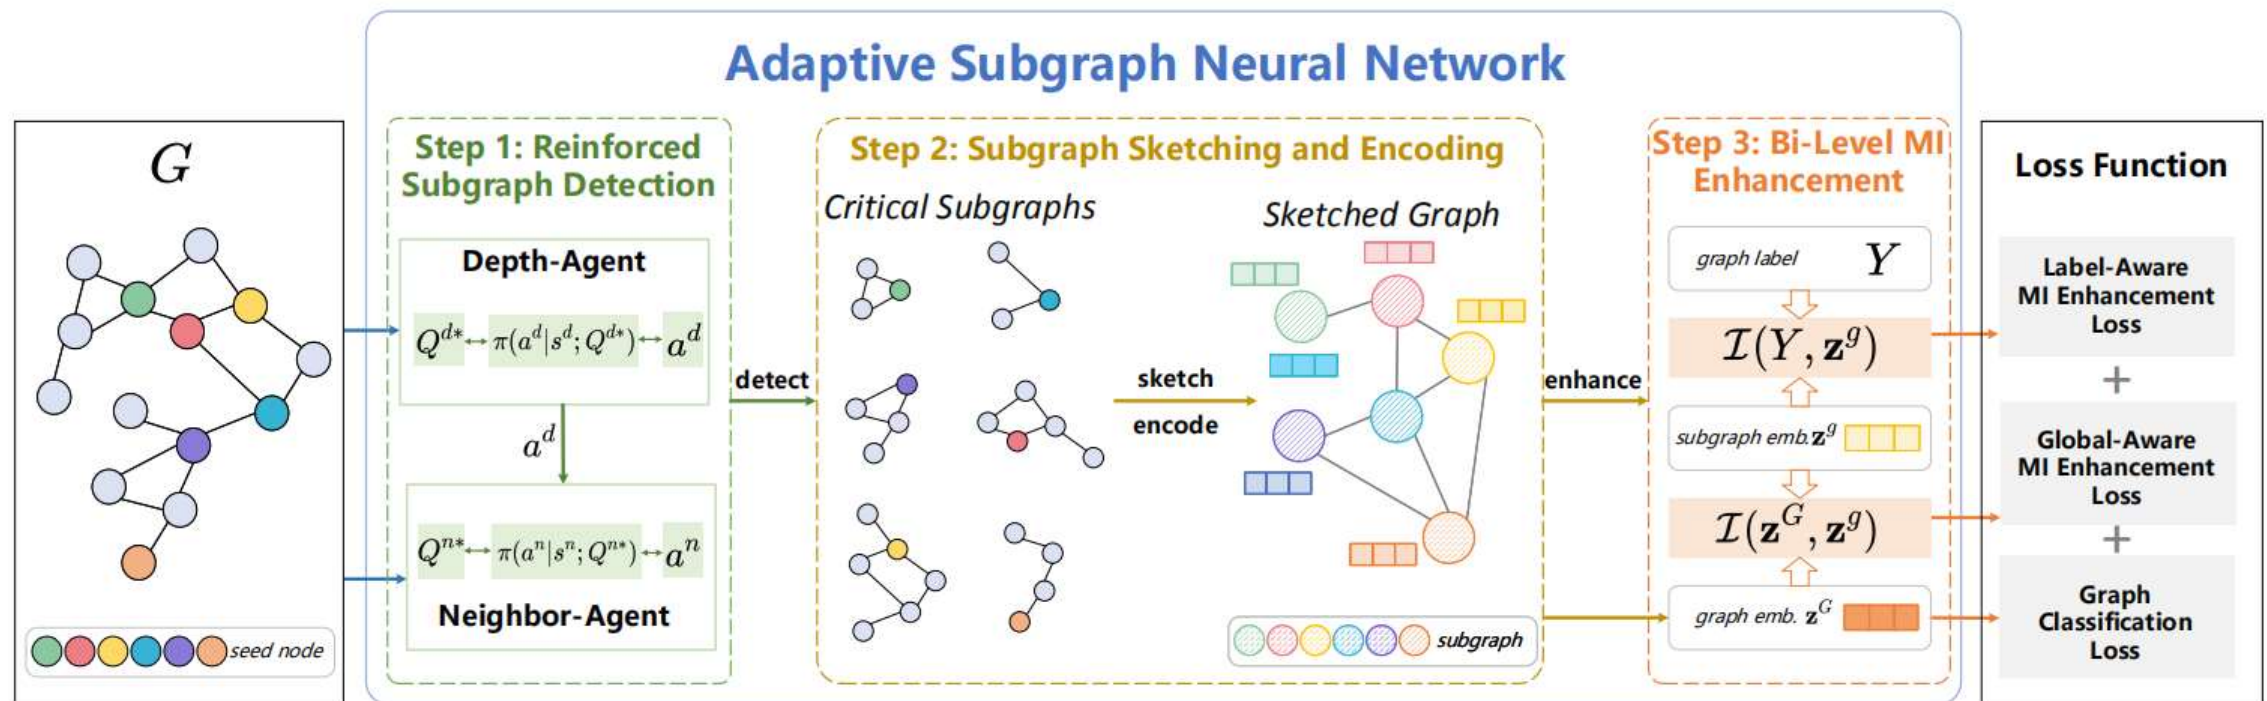 Adaptive Subgraph Neural Network
G
seed node
Step 1: Reinforced
Subgraph Detection
Depth-Agent
Q^{d*} ↔ π(a^d|s^d; Q^{d*}) ↔ a^d
a^d
Q^{n*} ↔ π(a^n|s^n; Q^{n*}) ↔ a^n
Neighbor-Agent
detect
Step 2: Subgraph Sketching and Encoding
Critical Subgraphs
sketch
encode
Sketched Graph
subgraph
enhance
Step 3: Bi-Level MI
Enhancement
graph label Y
I(Y, z^g)
subgraph emb. z^g
I(z^G, z^g)
graph emb. z^G
Loss Function
Label-Aware
MI Enhancement
Loss
+
Global-Aware
MI Enhancement
Loss
+
Graph
Classification
Loss